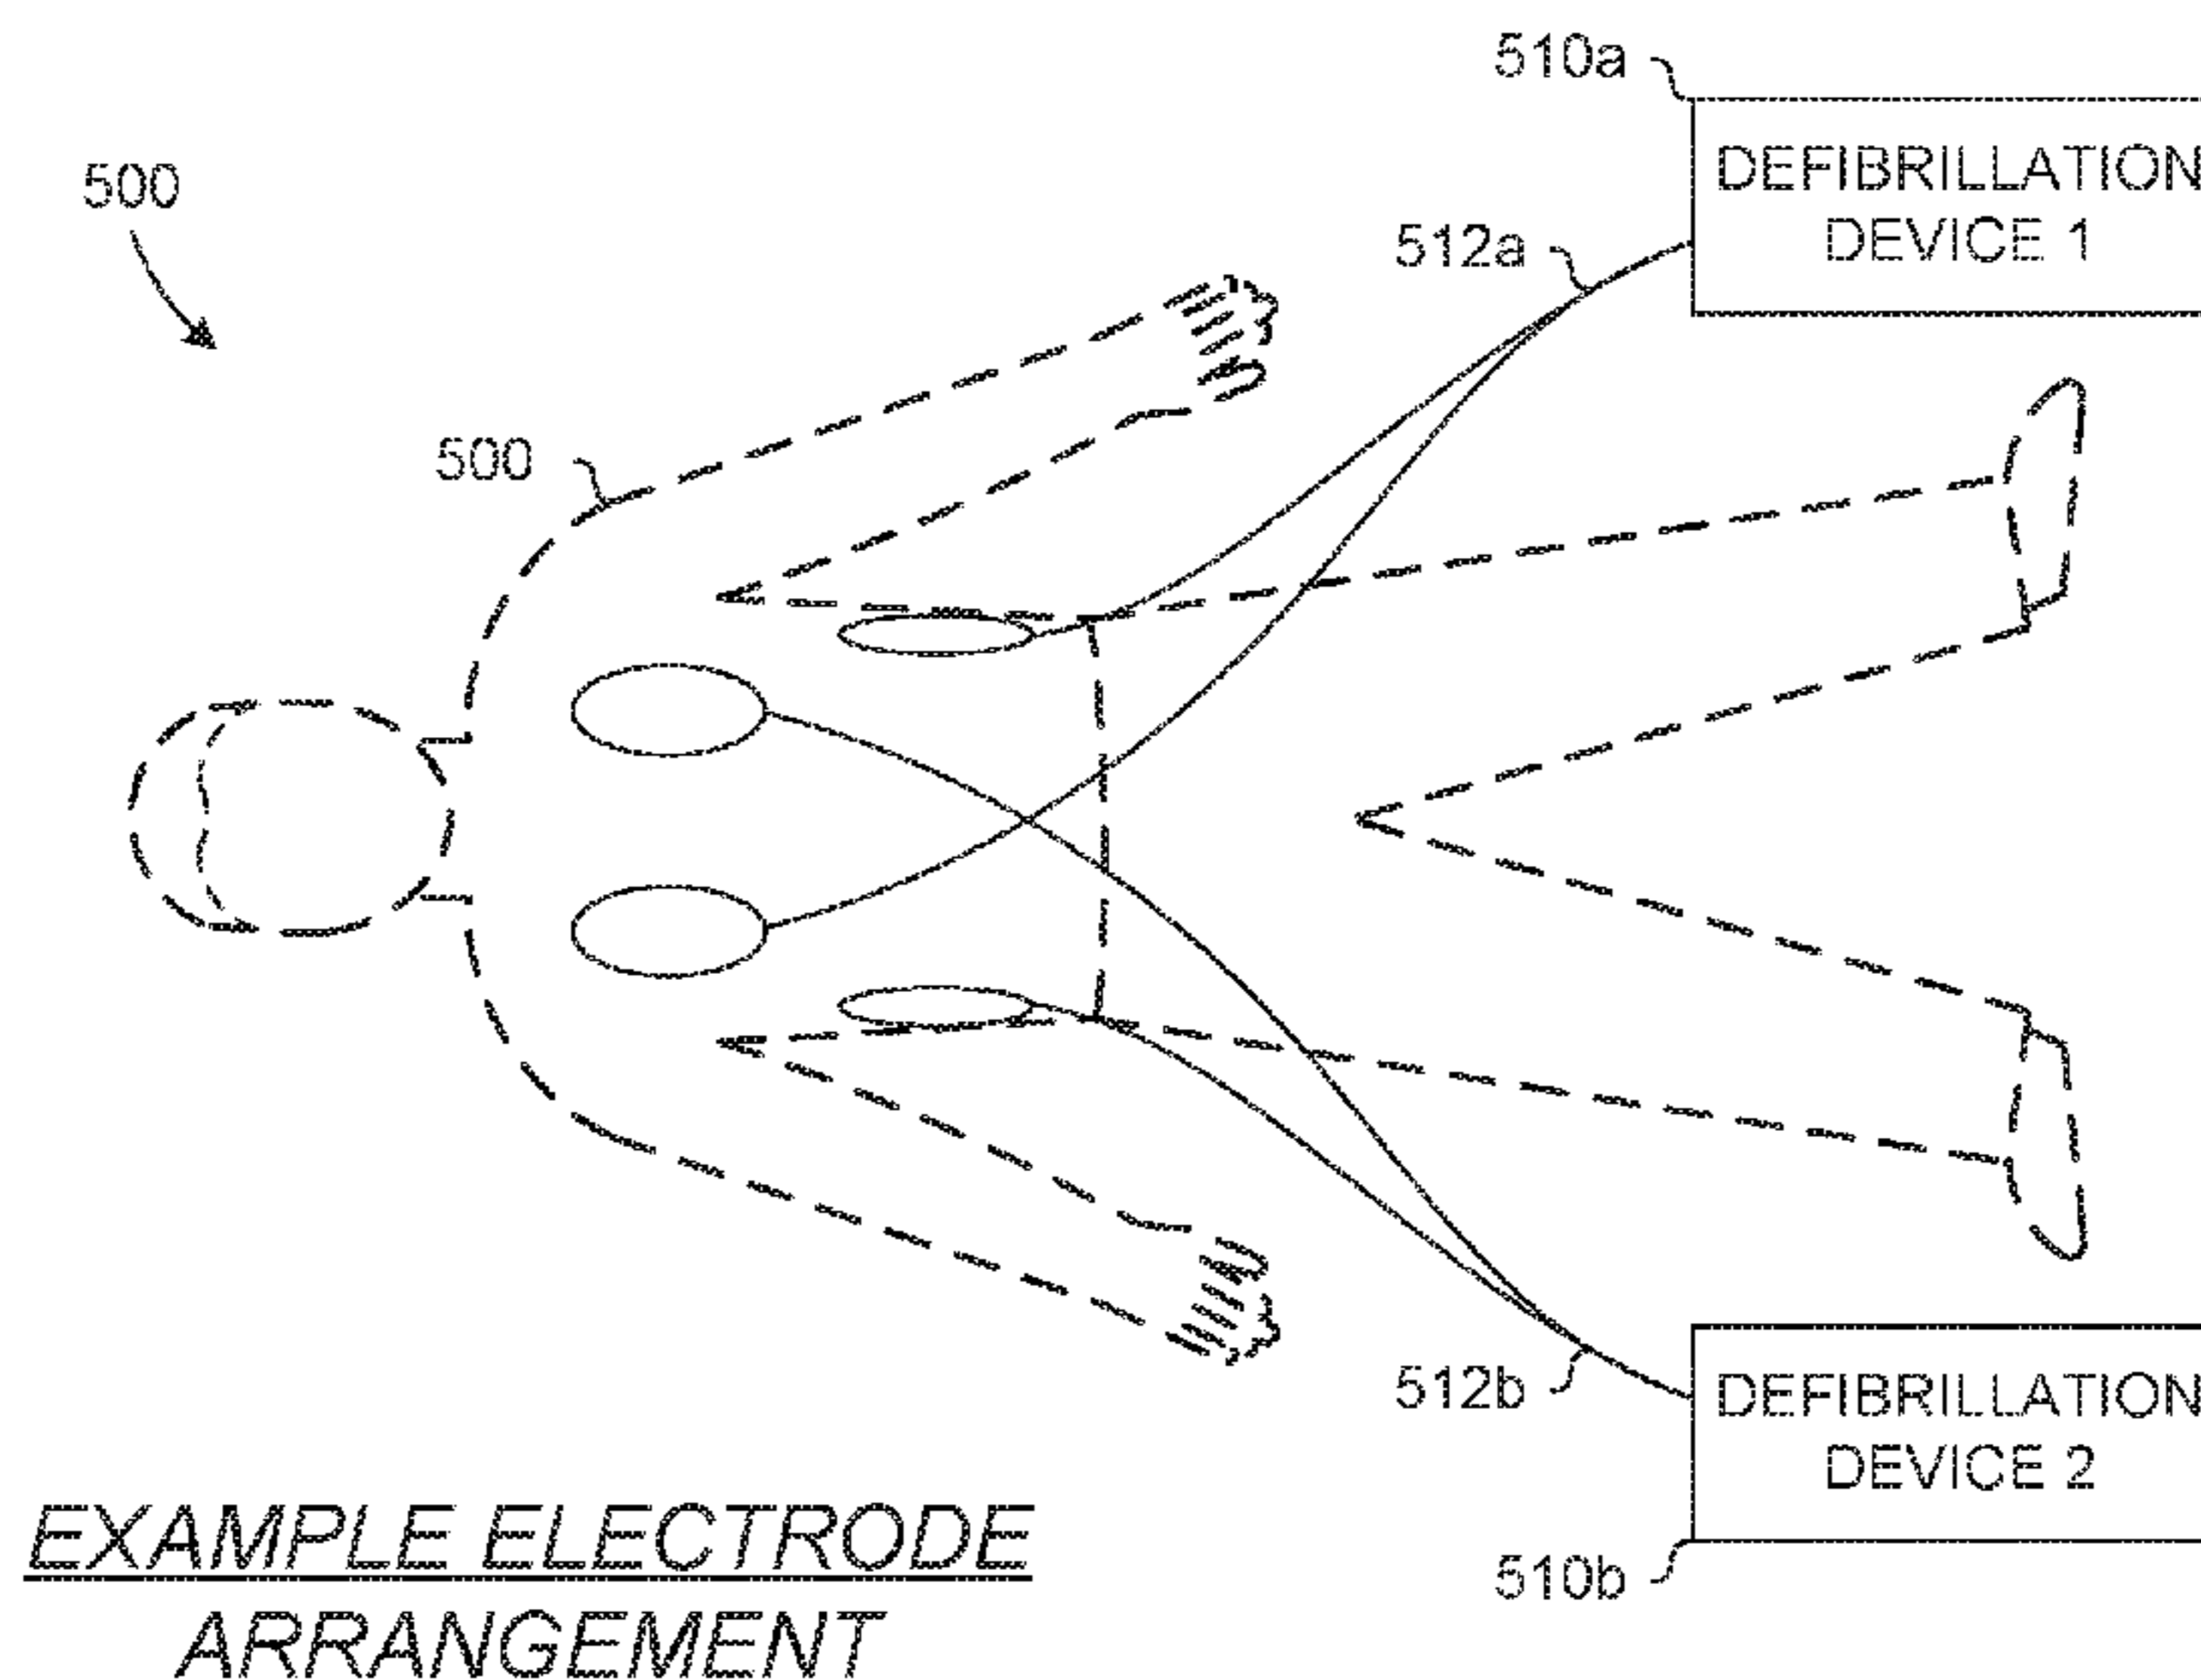 510a
DEFIBRILLATION
DEVICE 1
500
512a
500
512b
DEFIBRILLATION
DEVICE 2
510b
EXAMPLE ELECTRODE
ARRANGEMENT